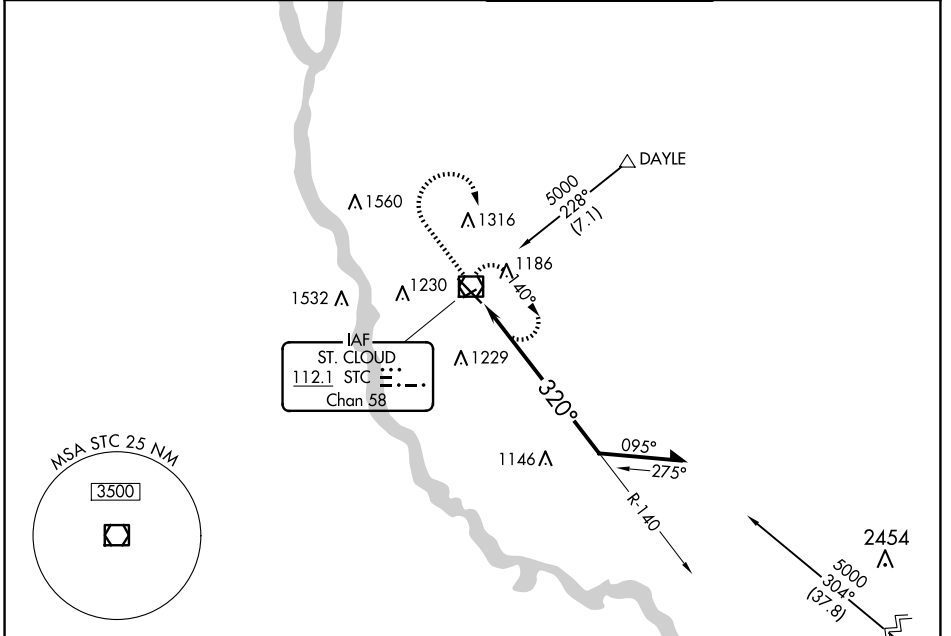 DAYLE
5000
228°
(7.1)
1560
1316
1186
1230
1532
140°
IAF
ST. CLOUD
112.1 STC
Chan 58
1229
320°
095°
275°
1146
R-140
MSA STC 25 NM
3500
2454
5000
304°
(37.8)